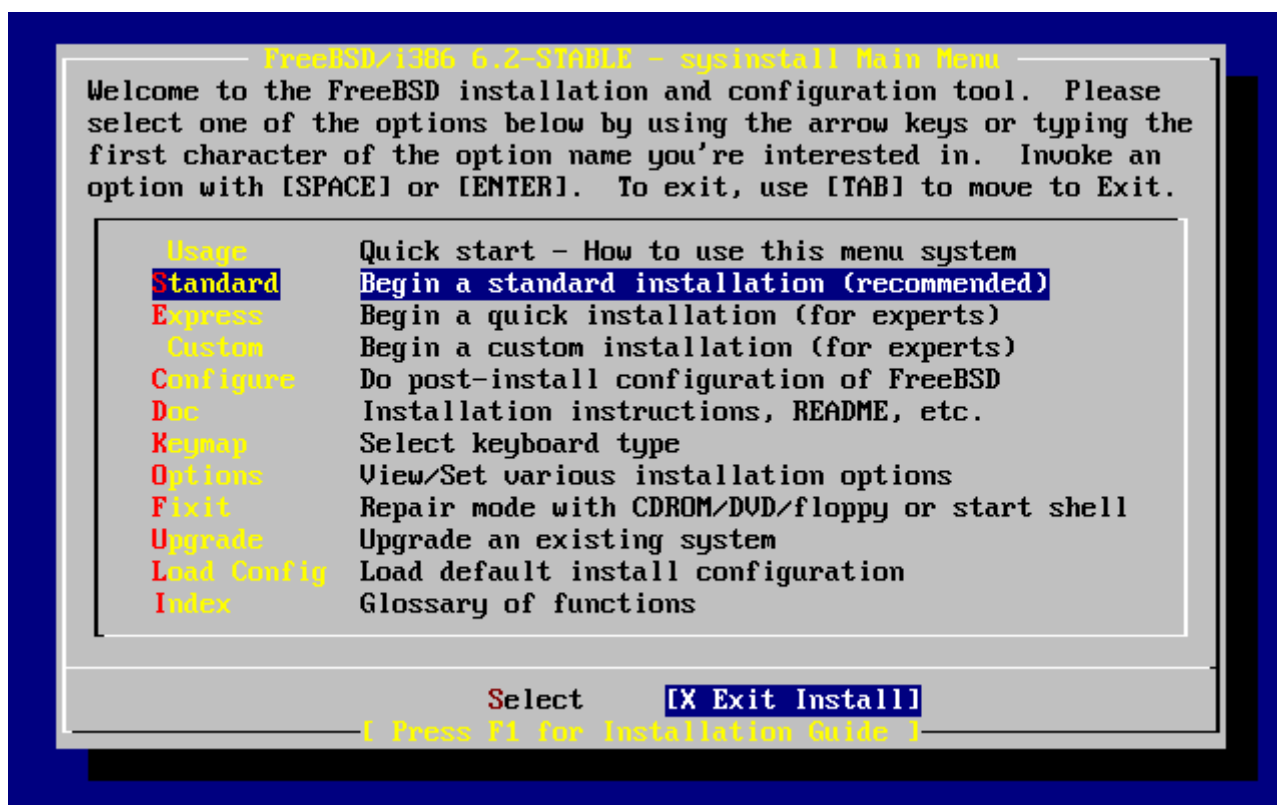 FreeBSD/i386 6.2-STABLE - sysinstall Main Menu
Welcome to the FreeBSD installation and configuration tool.  Please
select one of the options below by using the arrow keys or typing the
first character of the option name you're interested in.  Invoke an
option with [SPACE] or [ENTER].  To exit, use [TAB] to move to Exit.
Usage Quick start - How to use this menu system
Standard Begin a standard installation (recommended)
Express Begin a quick installation (for experts)
Custom Begin a custom installation (for experts)
Configure Do post-install configuration of FreeBSD
Doc Installation instructions, README, etc.
Keymap Select keyboard type
Options View/Set various installation options
Fixit Repair mode with CDROM/DVD/floppy or start shell
Upgrade Upgrade an existing system
Load Config Load default install configuration
Index Glossary of functions
Select [X Exit Install]
[ Press F1 for Installation Guide ]